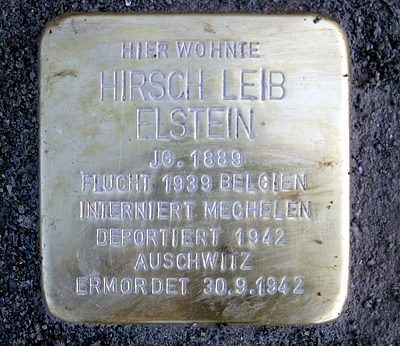 HIER WOHNTE
HIRSCH LEIB
ELSTEIN
JG. 1889
FLUCHT 1939 BELGIEN
INTERNIERT MECHELEN
DEPORTIERT 1942
AUSCHWITZ
ERMORDET 30.9.1942